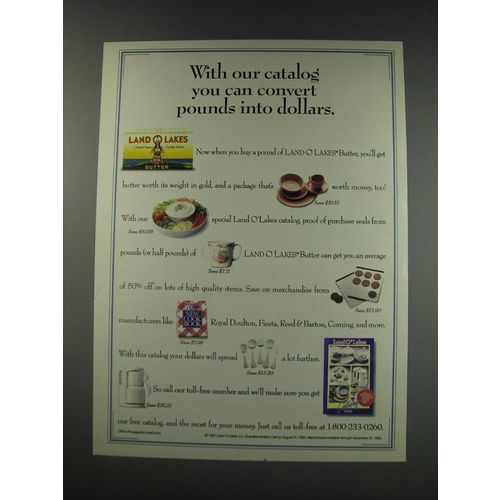 With our catalog
you can convert
pounds into dollars.
LAND O LAKES
BUTTER
Now when you buy a pound of LAND O LAKES® Butter, you'll get
butter worth its weight in gold, and a package that's worth money, too!
Save $10.00
With our special Land O'Lakes catalog, proof of purchase seals from
pounds (or half pounds) of LAND O LAKES® Butter can get you an average
Save $7.21
of 50% off on lots of high quality items. Save on merchandise from
Save $13.00
manufacturers like Royal Doulton, Fiesta, Reed & Barton, Corning, and more.
NEW COOK BOOK
Save $7.00
Land O'Lakes
With this catalog your dollars will spread a lot further.
Save $13.20
So call our toll-free number and we'll make sure you get
our free catalog, and the most for your money. Just call us toll-free at 1-800-233-0260.